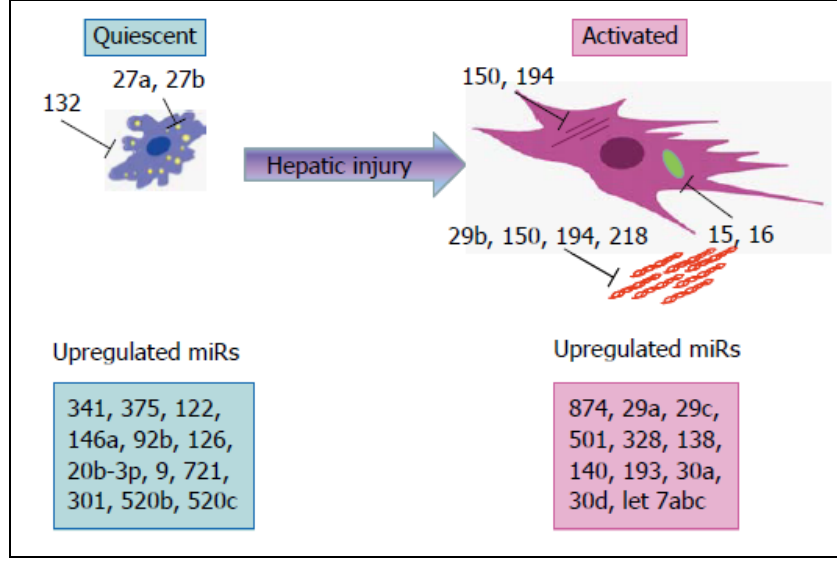 Quiescent
Activated
27a, 27b
132
150, 194
Hepatic injury
29b, 150, 194, 218
15, 16
Upregulated miRs
341, 375, 122,
146a, 92b, 126,
20b-3p, 9, 721,
301, 520b, 520c
Upregulated miRs
874, 29a, 29c,
501, 328, 138,
140, 193, 30a,
30d, let 7abc